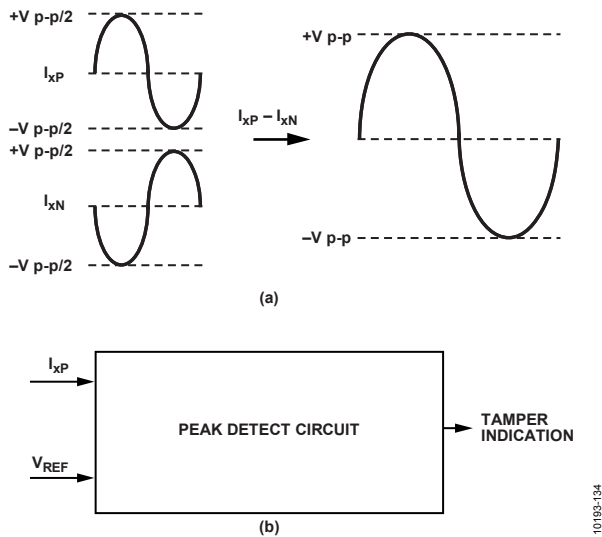 +V p-p/2
IxP
–V p-p/2
+V p-p/2
IxN
–V p-p/2
IxP – IxN
+V p-p
–V p-p
(a)
IxP
VREF
PEAK DETECT CIRCUIT
TAMPER
INDICATION
(b)
10193-134